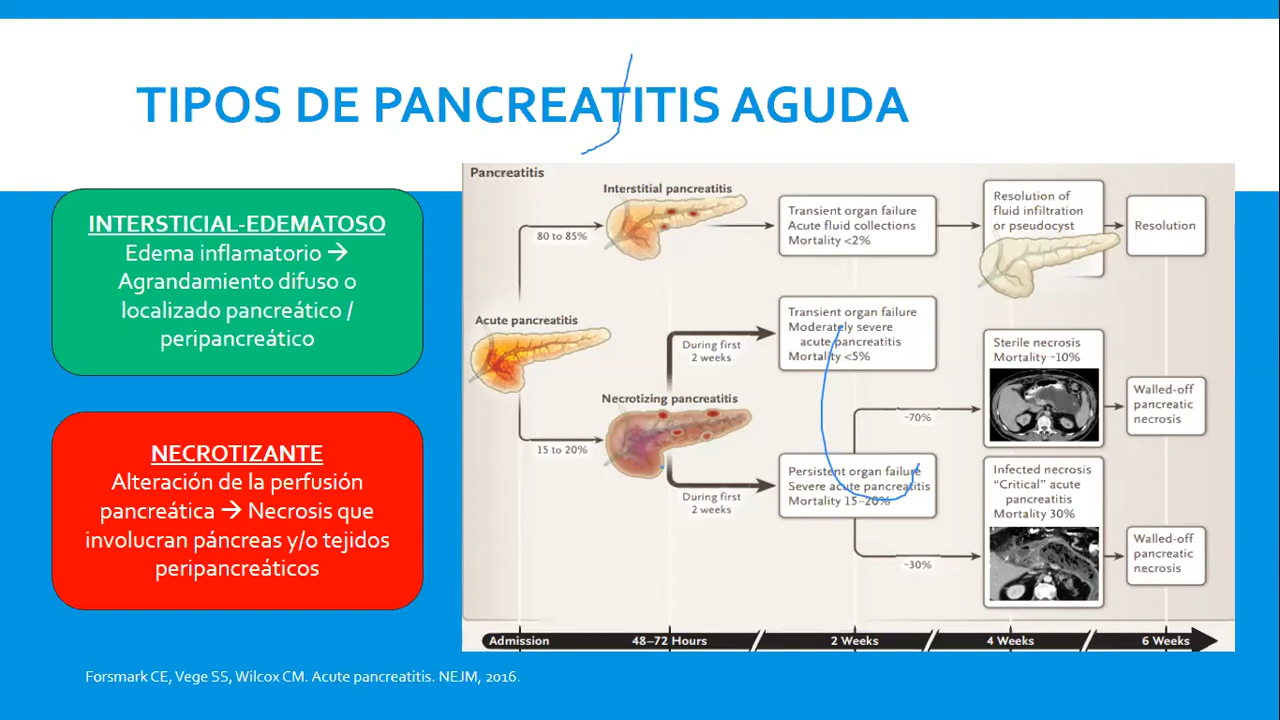 TIPOS DE PANCREATITIS AGUDA
INTERSTICIAL-EDEMATOSO
Edema inflamatorio →
Agrandamiento difuso o
localizado pancreático /
peripancreático
NECROTIZANTE
Alteración de la perfusión
pancreática → Necrosis que
involucran páncreas y/o tejidos
peripancreáticos
Pancreatitis
Interstitial pancreatitis
80 to 85%
Transient organ failure
Acute fluid collections
Mortality <2%
Resolution of
fluid infiltration
or pseudocyst
Resolution
Acute pancreatitis
During first
2 weeks
Transient organ failure
Moderately severe
acute pancreatitis
Mortality <5%
Necrotizing pancreatitis
15 to 20%
During first
2 weeks
Persistent organ failure
Severe acute pancreatitis
Mortality 15–20%
~70%
Sterile necrosis
Mortality ~10%
Walled-off
pancreatic
necrosis
~30%
Infected necrosis
“Critical” acute
pancreatitis
Mortality 30%
Walled-off
pancreatic
necrosis
Admission
48–72 Hours
2 Weeks
4 Weeks
6 Weeks
Forsmark CE, Vege SS, Wilcox CM. Acute pancreatitis. NEJM, 2016.